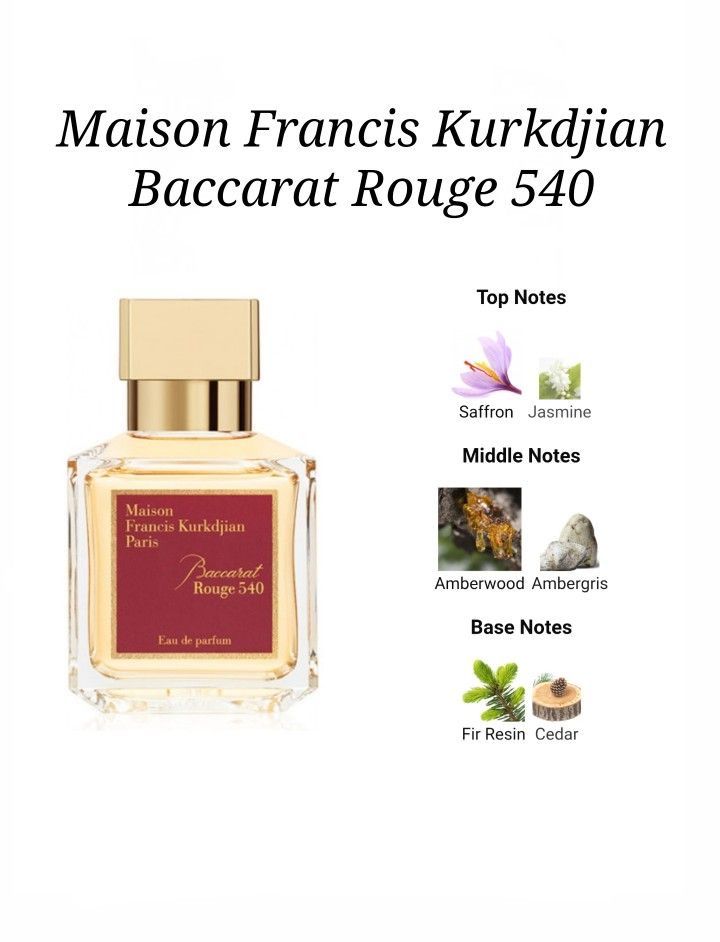 Maison Francis Kurkdjian
Baccarat Rouge 540
Maison
Francis Kurkdjian
Paris
Baccarat
Rouge 540
Eau de parfum
Top Notes
Saffron Jasmine
Middle Notes
Amberwood Ambergris
Base Notes
Fir Resin Cedar